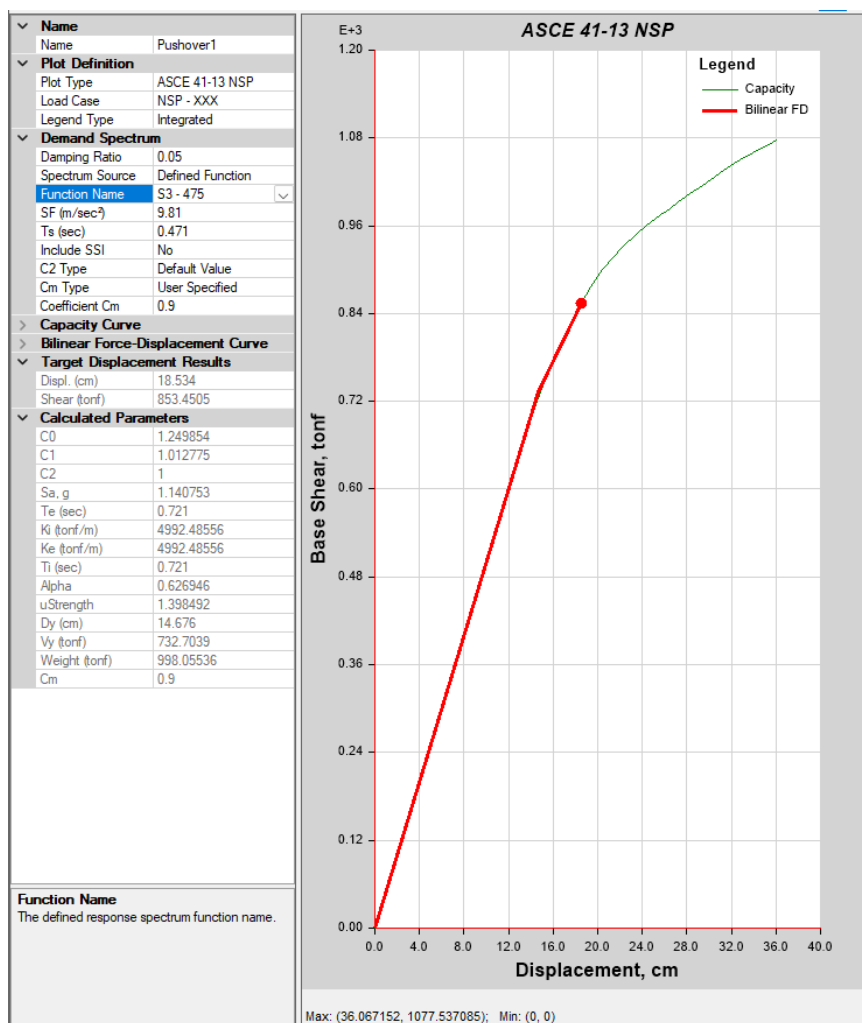 Name
Name Pushover1
Plot Definition
Plot Type ASCE 41-13 NSP
Load Case NSP - XXX
Legend Type Integrated
Demand Spectrum
Damping Ratio 0.05
Spectrum Source Defined Function
Function Name S3 - 475
SF (m/sec²) 9.81
Ts (sec) 0.471
Include SSI No
C2 Type Default Value
Cm Type User Specified
Coefficient Cm 0.9
Capacity Curve
Bilinear Force-Displacement Curve
Target Displacement Results
Displ. (cm) 18.534
Shear (tonf) 853.4505
Calculated Parameters
C0 1.249854
C1 1.012775
C2 1
Sa, g 1.140753
Te (sec) 0.721
Ki (tonf/m) 4992.48556
Ke (tonf/m) 4992.48556
Ti (sec) 0.721
Alpha 0.626946
uStrength 1.398492
Dy (cm) 14.676
Vy (tonf) 732.7039
Weight (tonf) 998.05536
Cm 0.9
Function Name
The defined response spectrum function name.
E+3
ASCE 41-13 NSP
Legend
Capacity
Bilinear FD
1.20
1.08
0.96
0.84
0.72
0.60
0.48
0.36
0.24
0.12
0.00
Base Shear, tonf
0.0 4.0 8.0 12.0 16.0 20.0 24.0 28.0 32.0 36.0 40.0
Displacement, cm
Max: (36.067152, 1077.537085); Min: (0, 0)